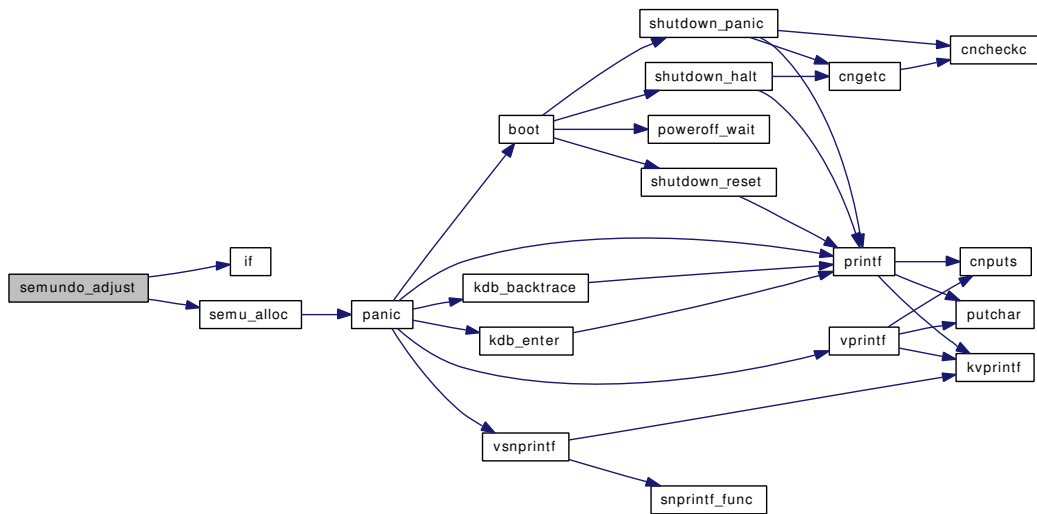 shutdown_panic
cncheckc
shutdown_halt
cngetc
boot
poweroff_wait
shutdown_reset
if
printf
cnputs
semundo_adjust
kdb_backtrace
semu_alloc
panic
putchar
kdb_enter
vprintf
kvprintf
vsnprintf
snprintf_func